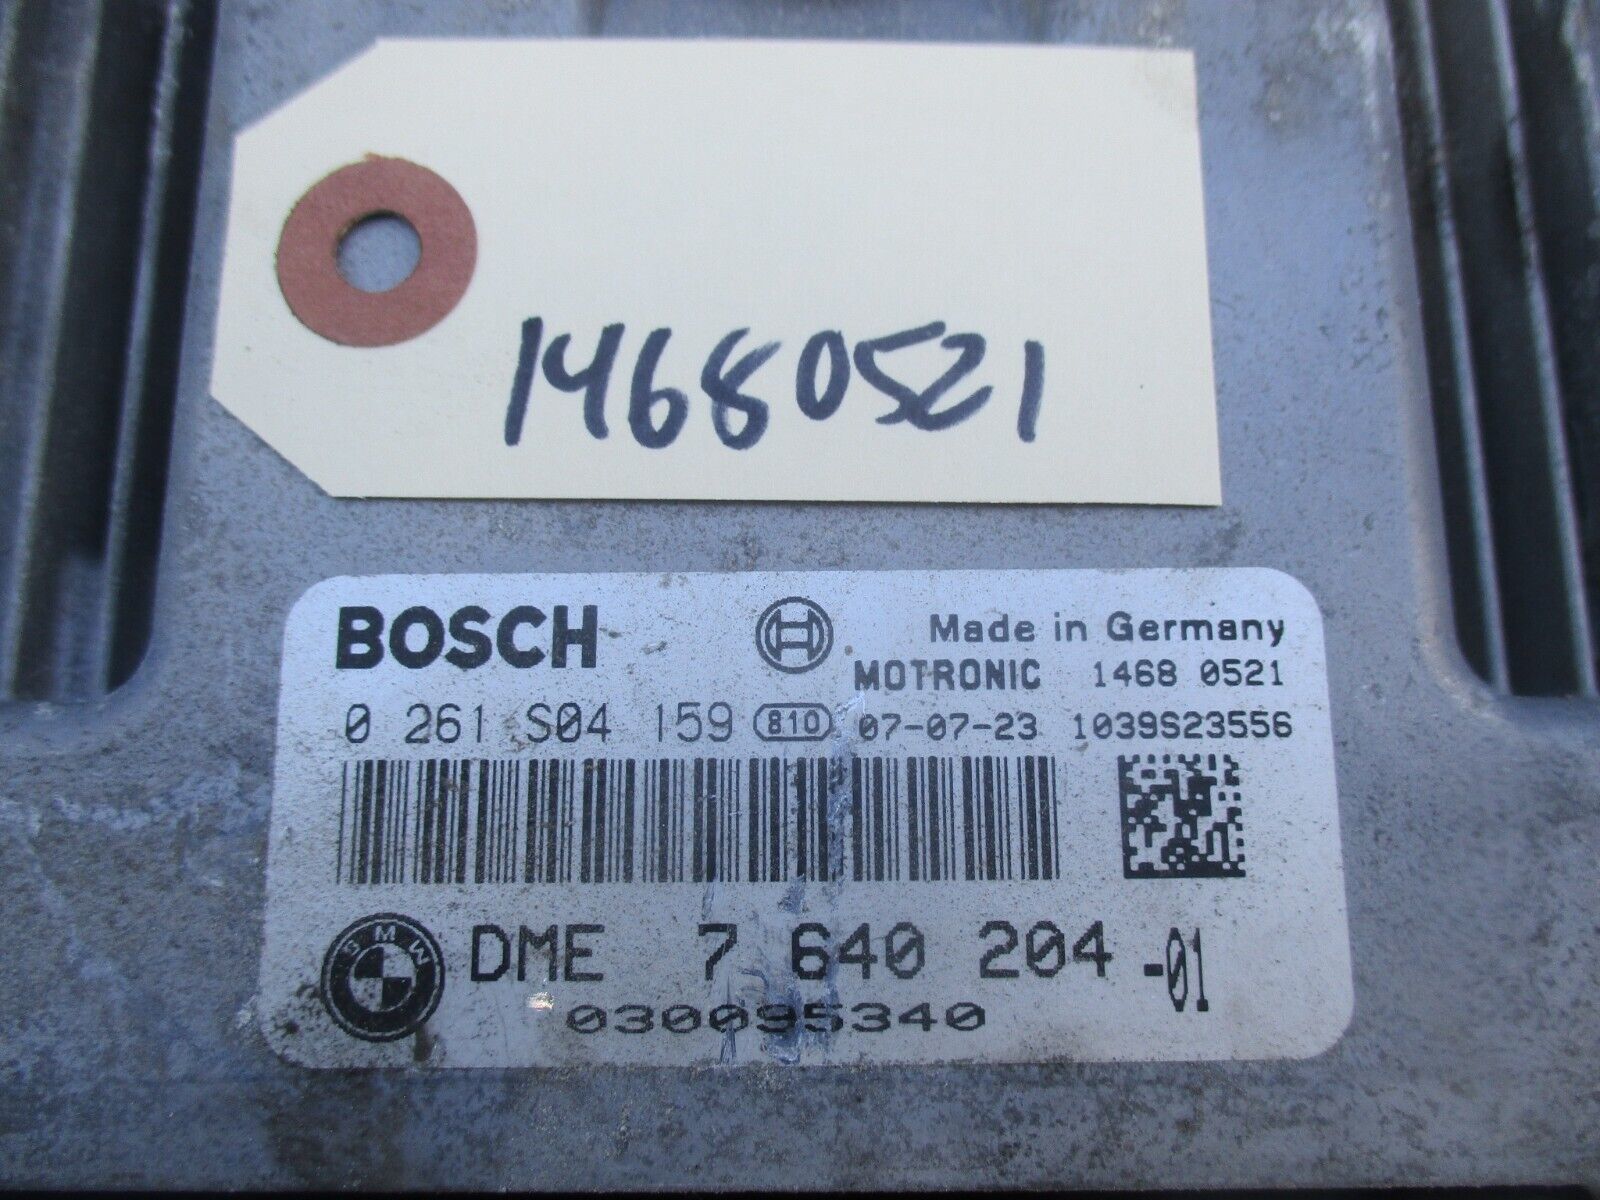 14680521
BOSCH
Made in Germany
MOTRONIC 1468 0521
0 261 S04 159 810 07-07-23 1039S23556
BMW
DME 7 640 204 -01
030095340